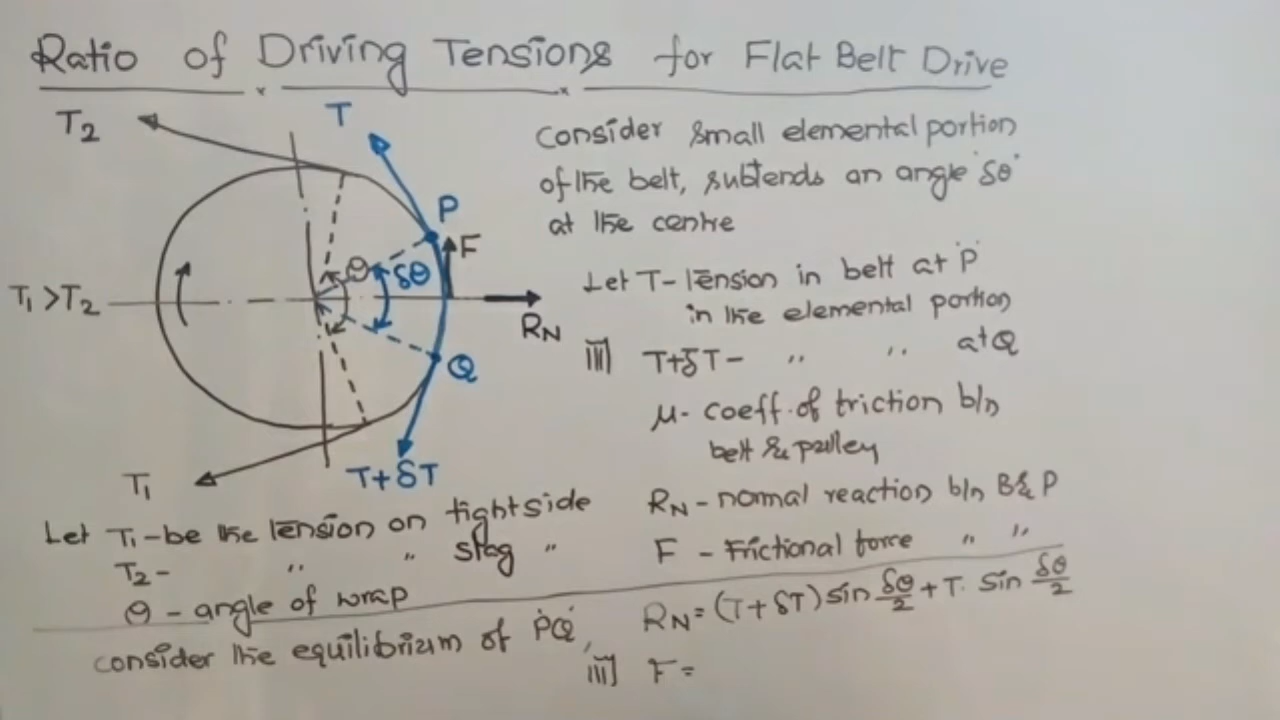 Ratio of Driving Tensions for Flat Belt Drive
T2
T
P
F
θ
δθ
T1 > T2
RN
Q
T+δT
T1
Consider small elemental portion
of the belt, subtends an angle 'δθ'
at the centre
Let T- tension in belt at 'P'
in the elemental portion
|||ly T+δT- " " at Q
μ- coeff. of friction b/n
belt & pulley
RN - normal reaction b/n B & P
F - Frictional force " "
Let T1 - be the tension on tight side
T2 - " " slag "
θ - angle of wrap
consider the equilibrium of 'PQ',
RN = (T + δT) sin δθ/2 + T. sin δθ/2
|||ly F =